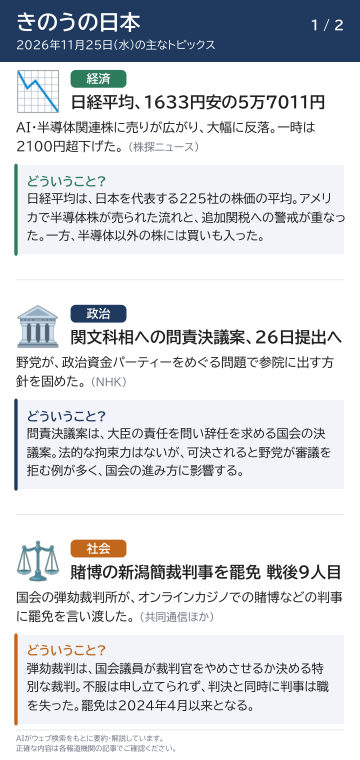 きのうの日本
1 / 2
2026年11月25日(水)の主なトピックス
経済
日経平均、1633円安の5万7011円
AI・半導体関連株に売りが広がり、大幅に反落。一時は
2100円超下げた。（株探ニュース）
どういうこと？
日経平均は、日本を代表する225社の株価の平均。アメリ
カで半導体株が売られた流れと、追加関税への警戒が重なっ
た。一方、半導体以外の株には買いも入った。
政治
関文科相への問責決議案、26日提出へ
野党が、政治資金パーティーをめぐる問題で参院に出す方
針を固めた。（NHK）
どういうこと？
問責決議案は、大臣の責任を問い辞任を求める国会の決
議案。法的な拘束力はないが、可決されると野党が審議を
拒む例が多く、国会の進み方に影響する。
社会
賭博の新潟簡裁判事を罷免 戦後9人目
国会の弾劾裁判所が、オンラインカジノでの賭博などの判事
に罷免を言い渡した。（共同通信ほか）
どういうこと？
弾劾裁判は、国会議員が裁判官をやめさせるか決める特
別な裁判。不服は申し立てられず、判決と同時に判事は職
を失った。罷免は2024年4月以来となる。
AIがウェブ検索をもとに要約・解説しています。
正確な内容は各報道機関の記事でご確認ください。